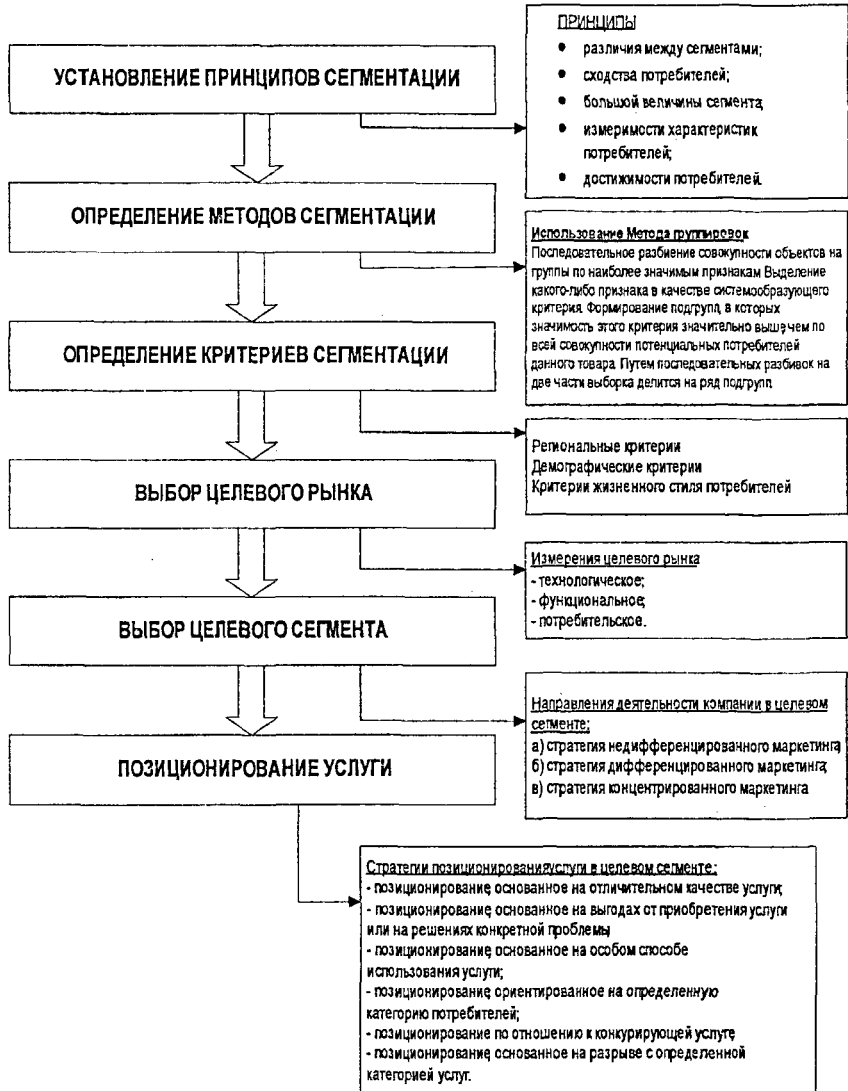 УСТАНОВЛЕНИЕ ПРИНЦИПОВ СЕГМЕНТАЦИИ
ПРИНЦИПЫ
• различия между сегментами;
• сходства потребителей;
• большой величины сегмента;
• измеримости характеристик
потребителей;
• достижимости потребителей.
ОПРЕДЕЛЕНИЕ МЕТОДОВ СЕГМЕНТАЦИИ
Использование Метода группировок
Последовательное разбиение совокупности объектов на
группы по наиболее значимым признакам. Выделение
какого-либо признака в качестве системообразующего
критерия. Формирование подгрупп, в которых
значимость этого критерия значительно выше, чем по
всей совокупности потенциальных потребителей
данного товара. Путем последовательных разбивок на
две части выборка делится на ряд подгрупп.
ОПРЕДЕЛЕНИЕ КРИТЕРИЕВ СЕГМЕНТАЦИИ
Региональные критерии
Демографические критерии
Критерии жизненного стиля потребителей
ВЫБОР ЦЕЛЕВОГО РЫНКА
Измерения целевого рынка
- технологическое;
- функциональное;
- потребительское.
ВЫБОР ЦЕЛЕВОГО СЕГМЕНТА
Направления деятельности компании в целевом
сегменте:
а) стратегия недифференцированного маркетинга;
б) стратегия дифференцированного маркетинга;
в) стратегия концентрированного маркетинга
ПОЗИЦИОНИРОВАНИЕ УСЛУГИ
Стратегии позиционирования услуги в целевом сегменте:
- позиционирование, основанное на отличительном качестве услуги;
- позиционирование, основанное на выгодах от приобретения услуги
или на решениях конкретной проблемы;
- позиционирование, основанное на особом способе
использования услуги;
- позиционирование, ориентированное на определенную
категорию потребителей;
- позиционирование по отношению к конкурирующей услуге;
- позиционирование, основанное на разрыве с определенной
категорией услуг.